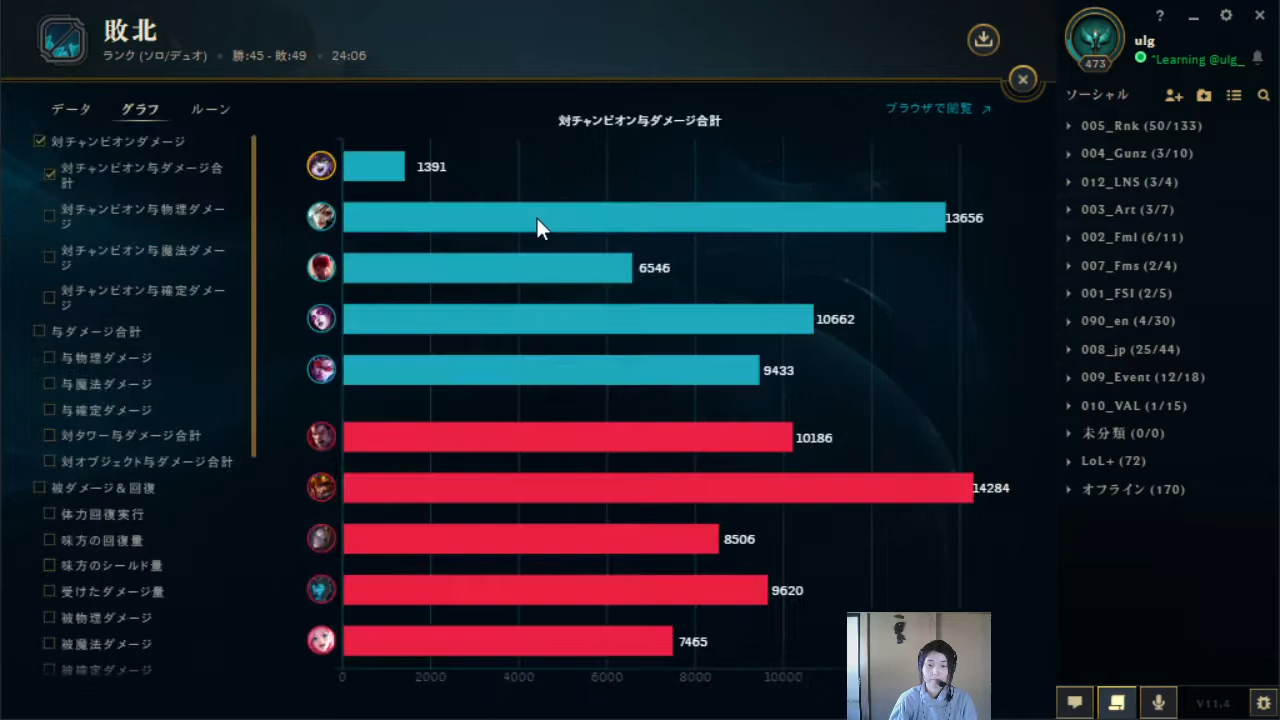 敗北
ランク (ソロ/デュオ) • 勝:45 - 敗:49 • 24:06
データ
グラフ
ルーン
ブラウザで閲覧
対チャンピオンダメージ
対チャンピオン与ダメージ合
計
対チャンピオン与物理ダメー
ジ
対チャンピオン与魔法ダメー
ジ
対チャンピオン与確定ダメー
ジ
与ダメージ合計
与物理ダメージ
与魔法ダメージ
与確定ダメージ
対タワー与ダメージ合計
対オブジェクト与ダメージ合計
被ダメージ&回復
体力回復実行
味方の回復量
味方のシールド量
受けたダメージ量
被物理ダメージ
被魔法ダメージ
被確定ダメージ
対チャンピオン与ダメージ合計
1391
13656
6546
10662
9433
10186
14284
8506
9620
7465
0
2000
4000
6000
8000
10000
?
473
ulg
"Learning @ulg_
ソーシャル
005_Rnk (50/133)
004_Gunz (3/10)
012_LNS (3/4)
003_Art (3/7)
002_Fml (6/11)
007_Fms (2/4)
001_FSI (2/5)
090_en (4/30)
008_jp (25/44)
009_Event (12/18)
010_VAL (1/15)
未分類 (0/0)
LoL+ (72)
オフライン (170)
V11.4